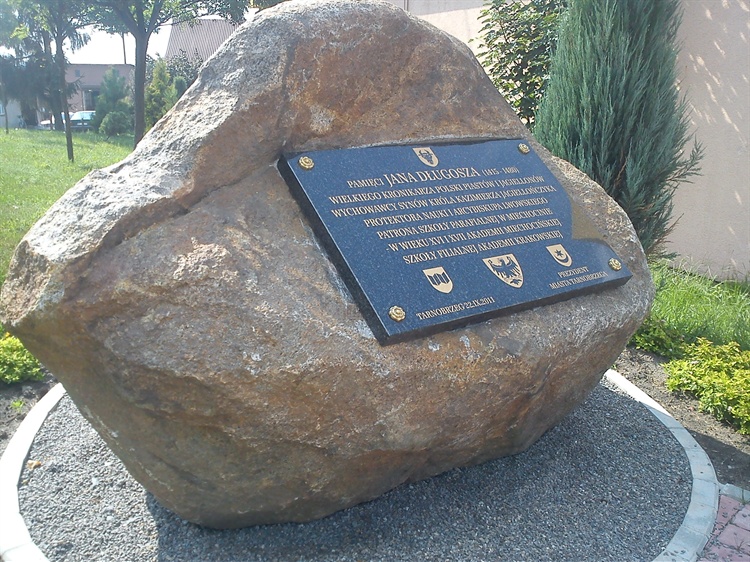 PAMIĘCI JANA DŁUGOSZA (1415 - 1480)
WIELKIEGO KRONIKARZA POLSKI PIASTÓW I JAGIELLONÓW
WYCHOWAWCY SYNÓW KRÓLA KAZIMIERZA JAGIELLOŃCZYKA
PROTEKTORA NAUKI I ARCYBISKUPA LWOWSKIEGO
PATRONA SZKOŁY PARAFIALNEJ W MIECHOCINIE
- W WIEKU XVI I XVII AKADEMII MIECHOCIŃSKIEJ
SZKOŁY FILIALNEJ AKADEMII KRAKOWSKIEJ
PREZYDENT
MIASTA TARNOBRZEGA
TARNOBRZEG 22.IX.2011